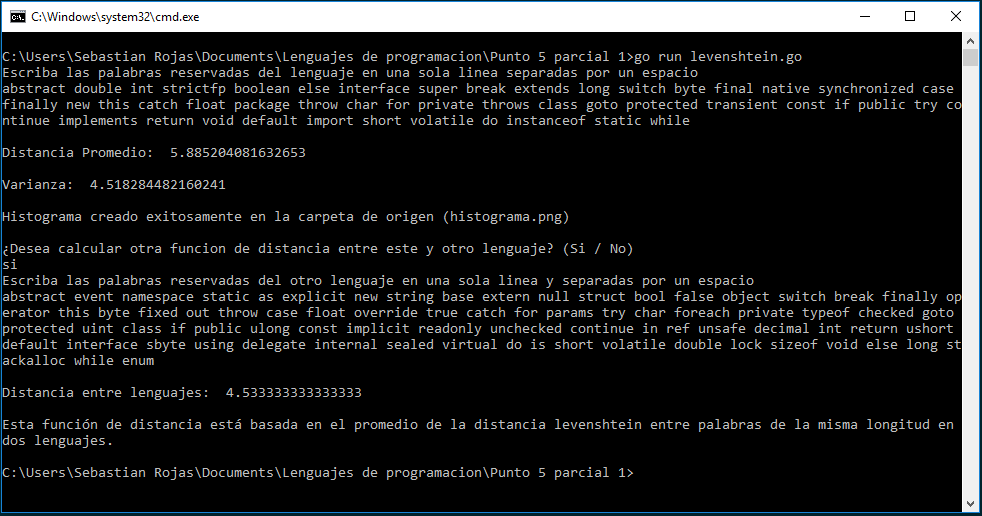 C:\Windows\system32\cmd.exe
C:\Users\Sebastian Rojas\Documents\Lenguajes de programacion\Punto 5 parcial 1>go run levenshtein.go
Escriba las palabras reservadas del lenguaje en una sola linea separadas por un espacio
abstract double int strictfp boolean else interface super break extends long switch byte final native synchronized case
finally new this catch float package throw char for private throws class goto protected transient const if public try co
ntinue implements return void default import short volatile do instanceof static while
Distancia Promedio:  5.885204081632653
Varianza:  4.518284482160241
Histograma creado exitosamente en la carpeta de origen (histograma.png)
¿Desea calcular otra funcion de distancia entre este y otro lenguaje? (Si / No)
si
Escriba las palabras reservadas del otro lenguaje en una sola linea y separadas por un espacio
abstract event namespace static as explicit new string base extern null struct bool false object switch break finally op
erator this byte fixed out throw case float override true catch for params try char foreach private typeof checked goto
protected uint class if public ulong const implicit readonly unchecked continue in ref unsafe decimal int return ushort
default interface sbyte using delegate internal sealed virtual do is short volatile double lock sizeof void else long st
ackalloc while enum
Distancia entre lenguajes:  4.533333333333333
Esta función de distancia está basada en el promedio de la distancia levenshtein entre palabras de la misma longitud en
dos lenguajes.
C:\Users\Sebastian Rojas\Documents\Lenguajes de programacion\Punto 5 parcial 1>